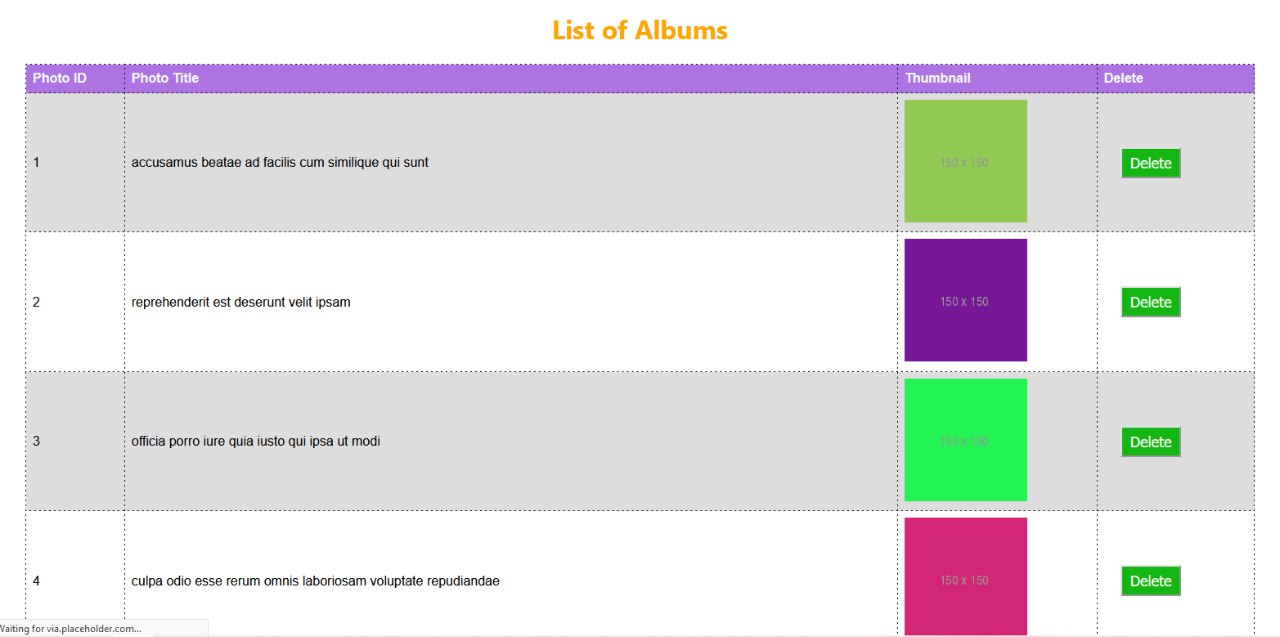 List of Albums
Photo ID Photo Title Thumbnail Delete
1 accusamus beatae ad facilis cum similique qui sunt 150 x 150 Delete
2 reprehenderit est deserunt velit ipsam 150 x 150 Delete
3 officia porro iure quia iusto qui ipsa ut modi 150 x 150 Delete
4 culpa odio esse rerum omnis laboriosam voluptate repudiandae 150 x 150 Delete
Waiting for via.placeholder.com...